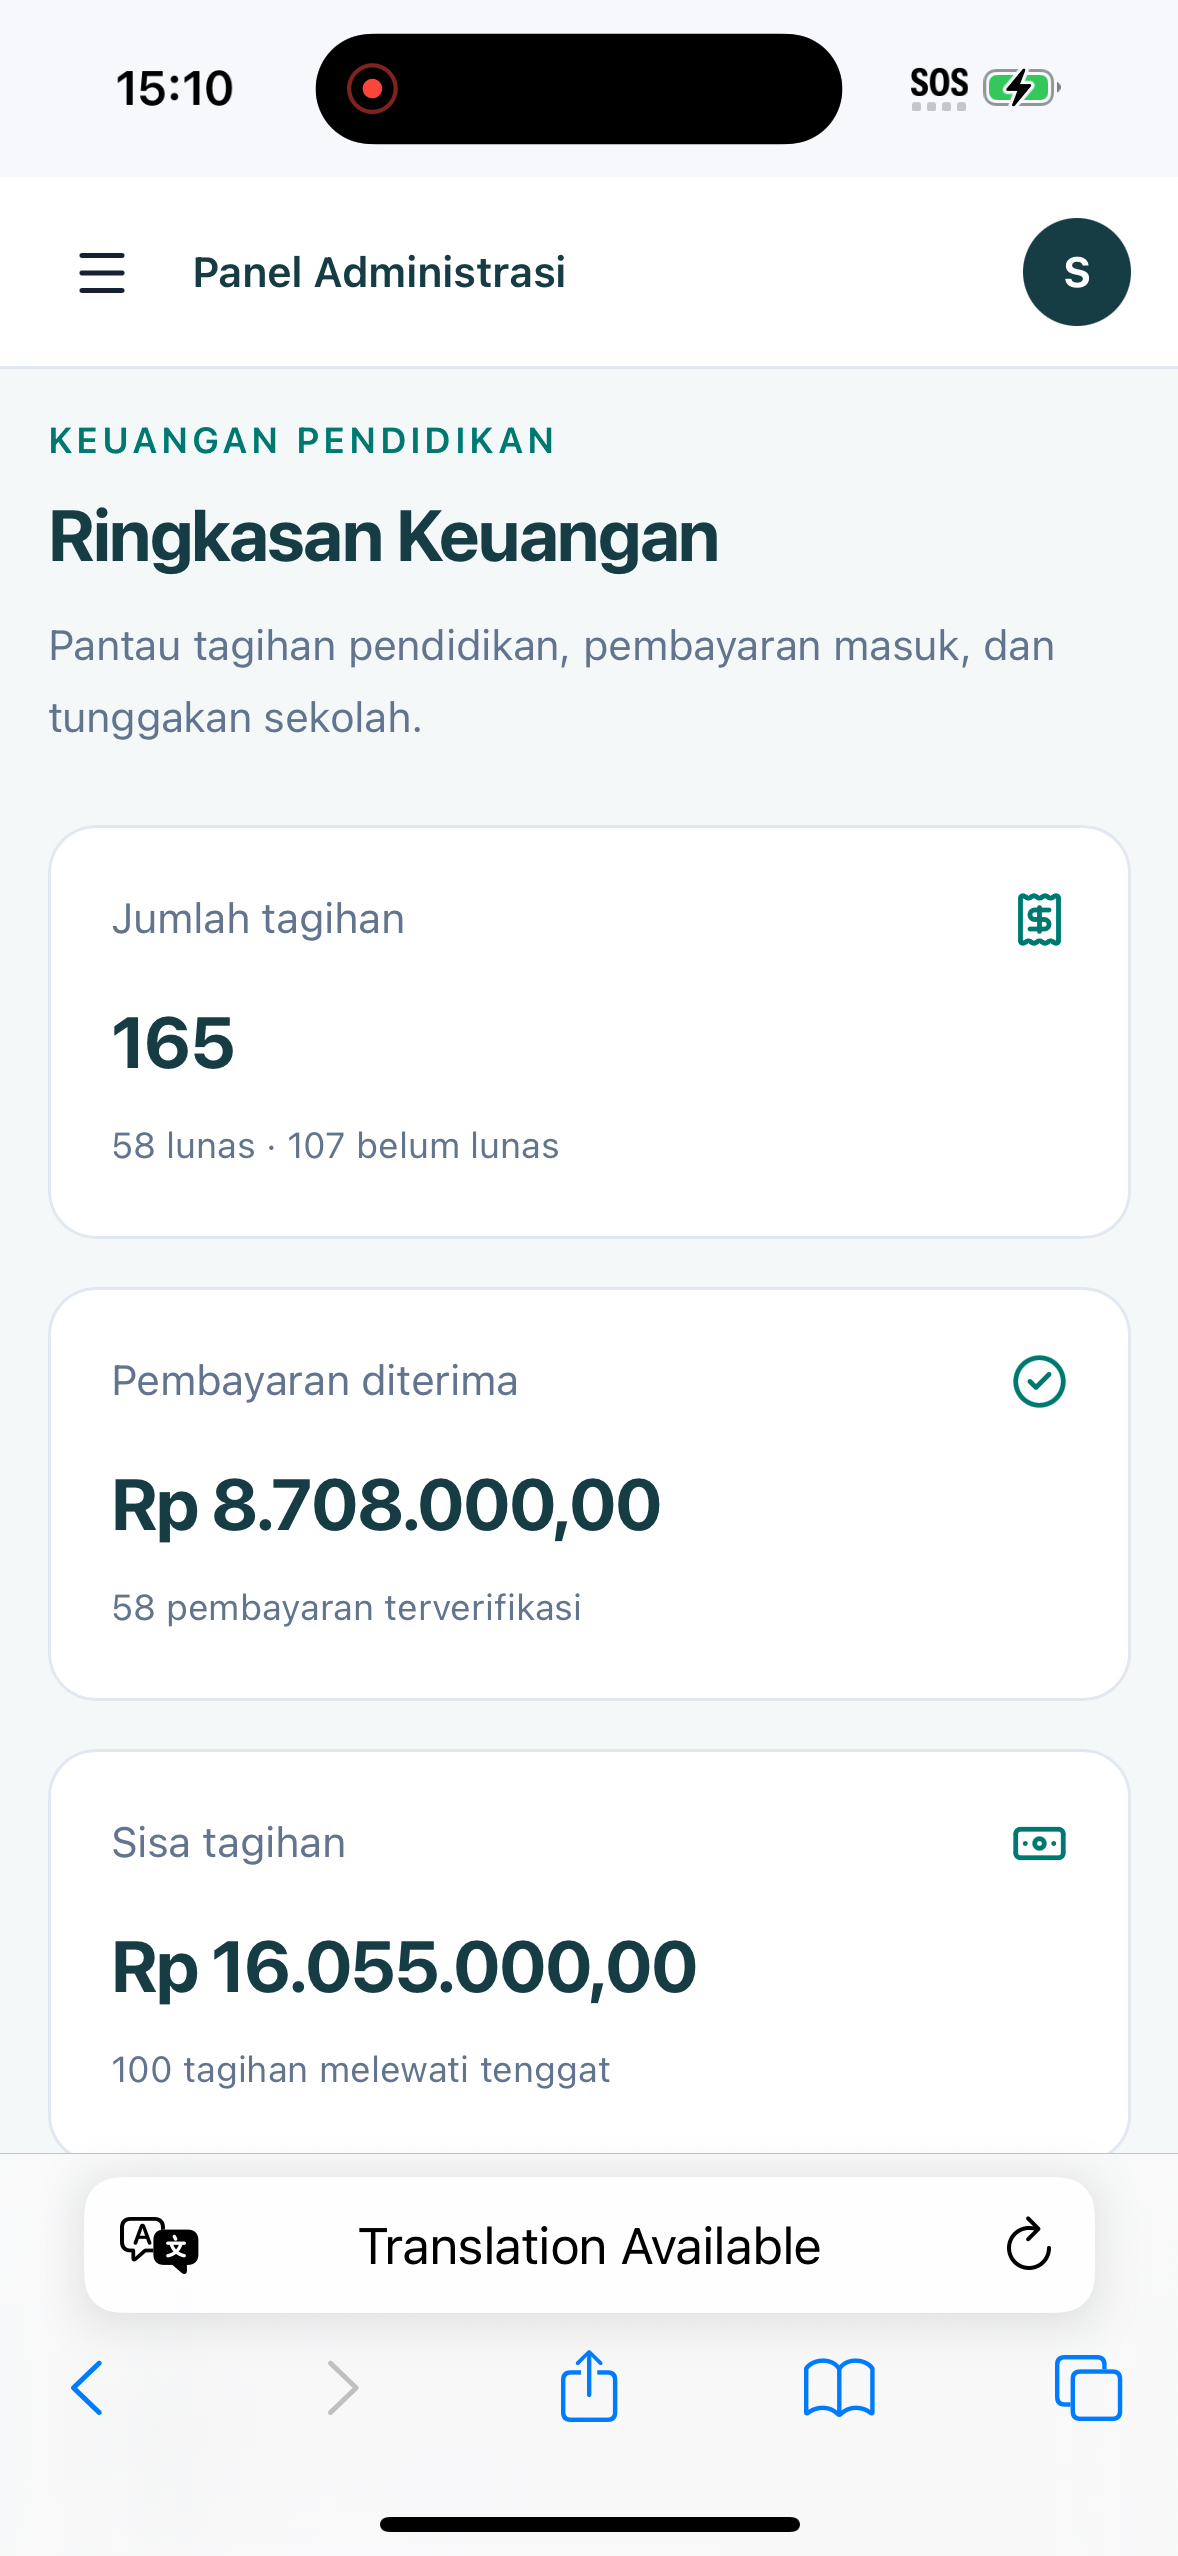 15:10
SOS
Panel Administrasi
S
KEUANGAN PENDIDIKAN
Ringkasan Keuangan
Pantau tagihan pendidikan, pembayaran masuk, dan
tunggakan sekolah.
Jumlah tagihan
165
58 lunas · 107 belum lunas
Pembayaran diterima
Rp 8.708.000,00
58 pembayaran terverifikasi
Sisa tagihan
Rp 16.055.000,00
100 tagihan melewati tenggat
Translation Available